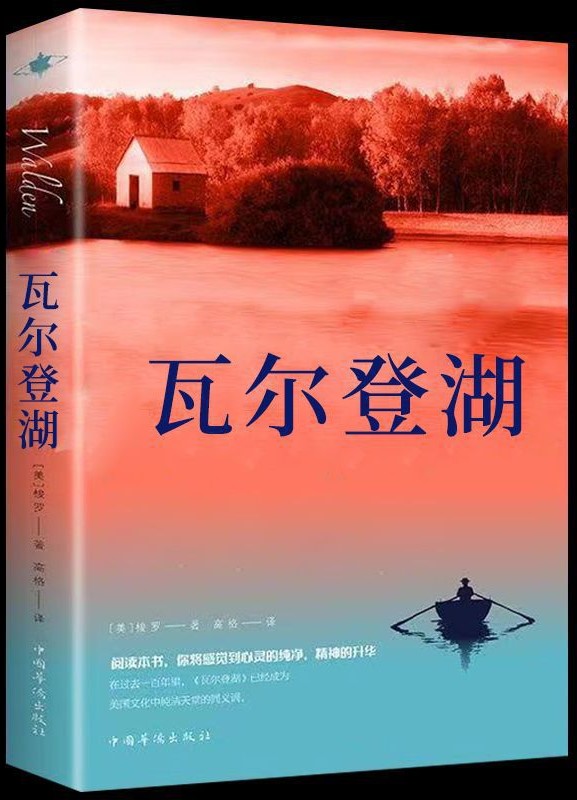 Walden
瓦尔登湖
[美]梭罗——著 高格——译
中国华侨出版社
瓦尔登湖
[美]梭罗——著 高格——译
阅读本书，你将感觉到心灵的纯净，精神的升华
在过去一百年里，《瓦尔登湖》已经成为
美国文化中纯洁天堂的同义词。
中国华侨出版社